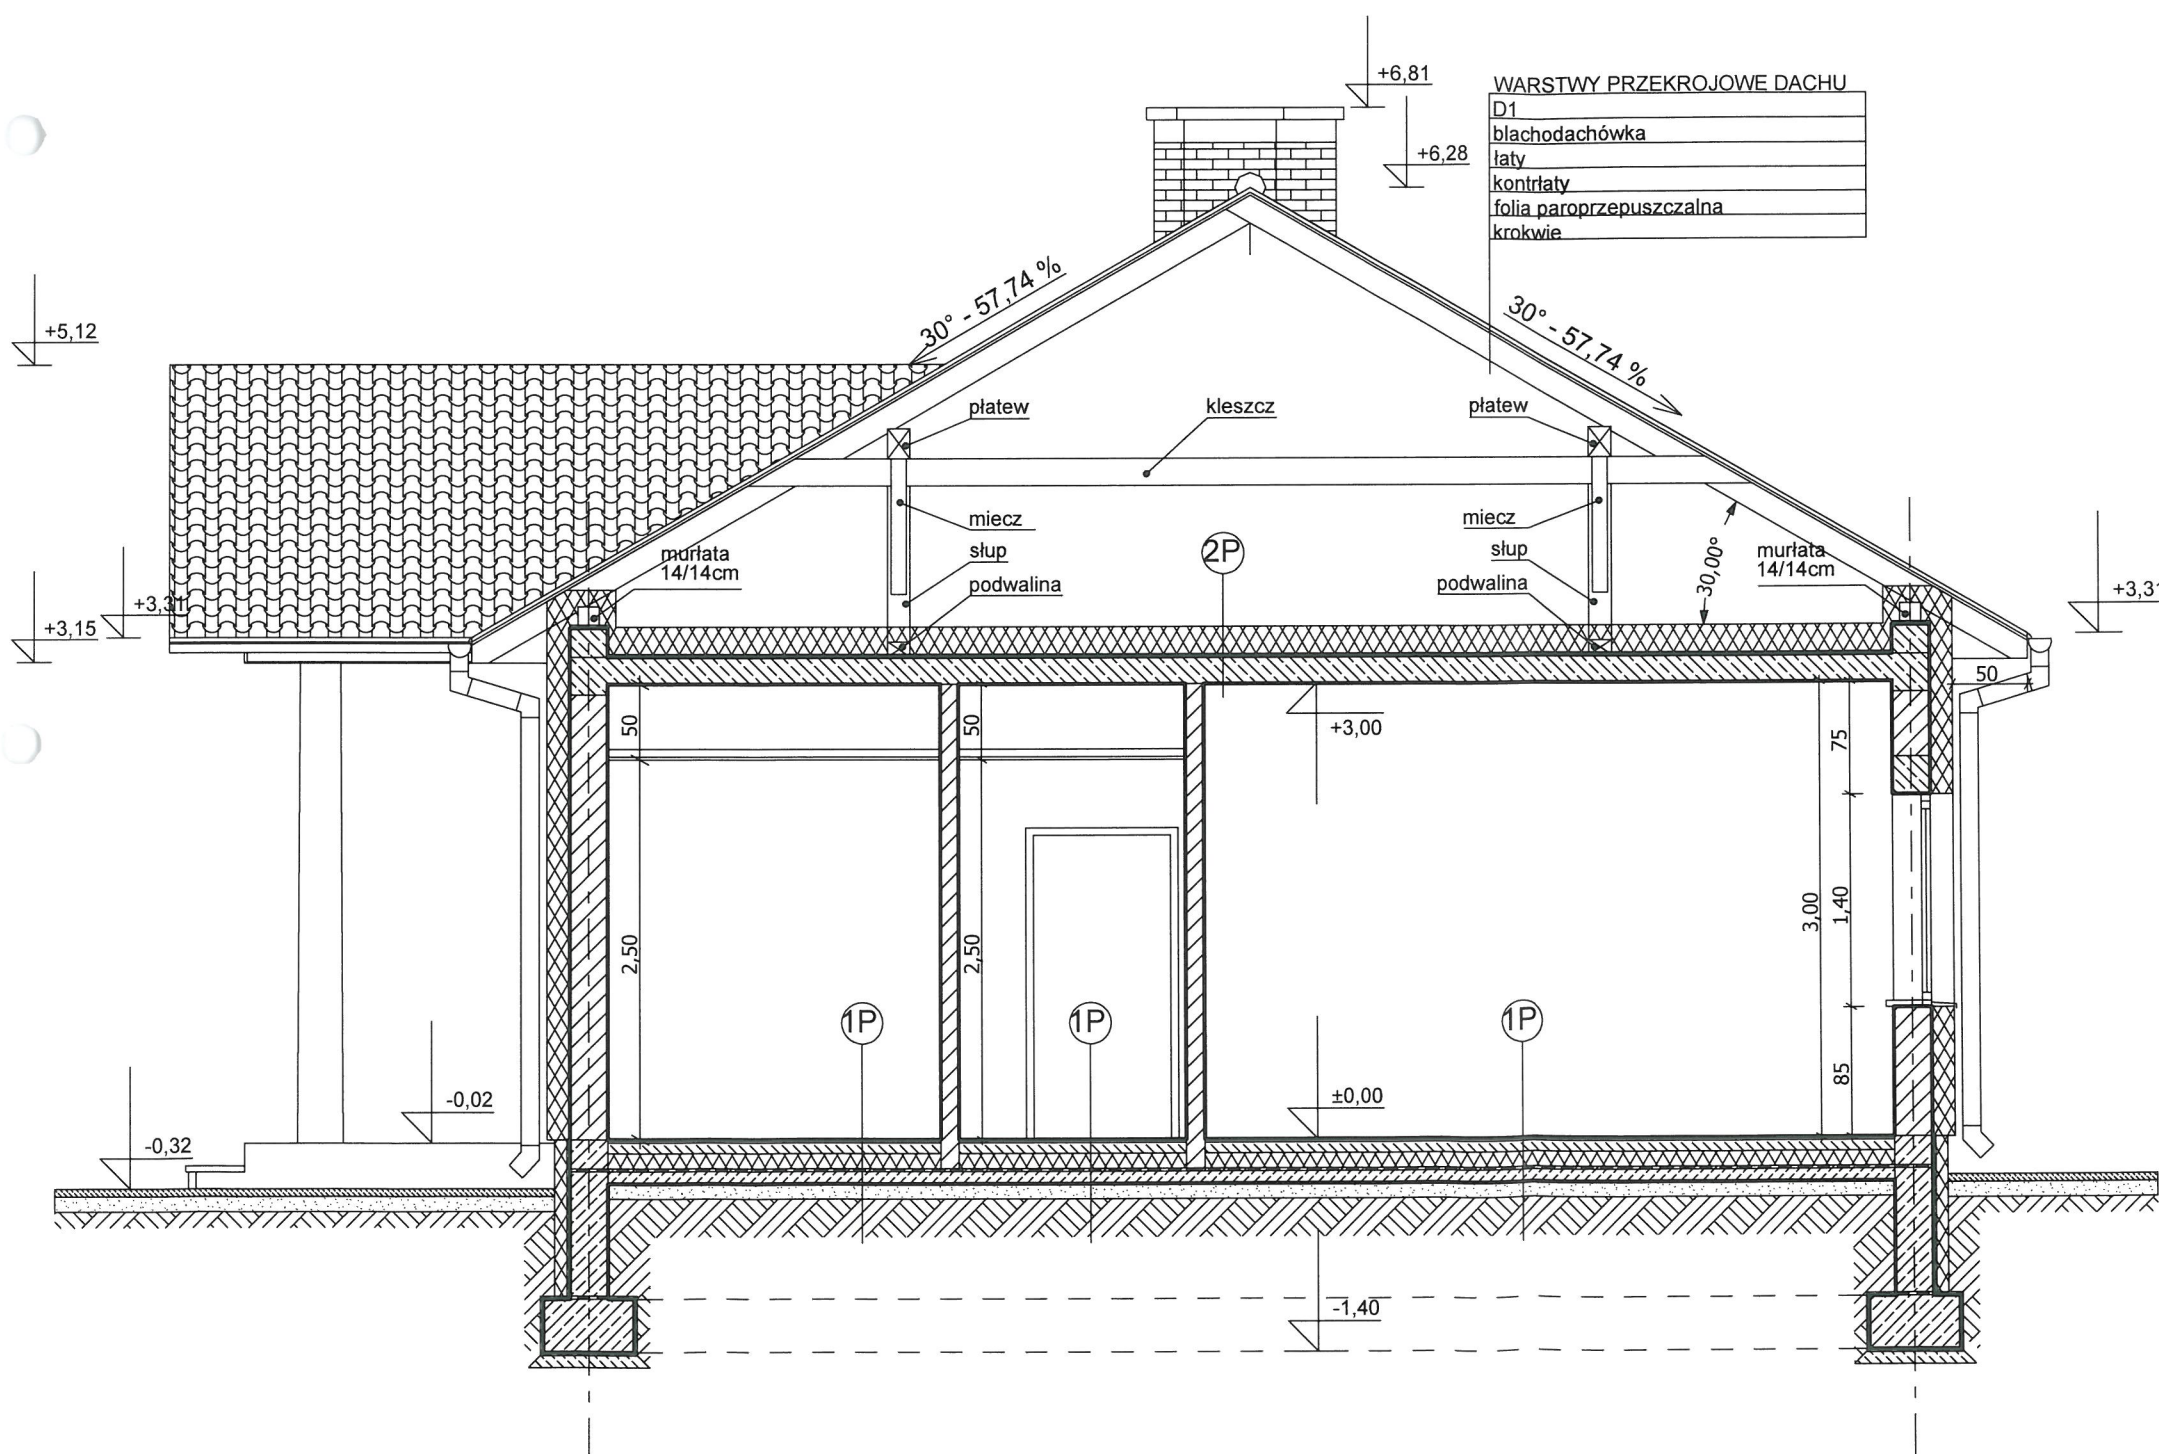 +6,81
WARSTWY PRZEKROJOWE DACHU
D1
blachodachówka
łaty
kontrłaty
folia paroprzepuszczalna
krokwie
+6,28
30° - 57,74 %
30° - 57,74 %
+5,12
płatew
kleszcz
płatew
miecz
miecz
słup
słup
podwalina
podwalina
murłata
14/14cm
2P
30,00°
murłata
14/14cm
+3,31
+3,15
+3,31
50
50
50
+3,00
75
2,50
2,50
3,00
1,40
85
1P
1P
1P
-0,02
±0,00
-0,32
-1,40